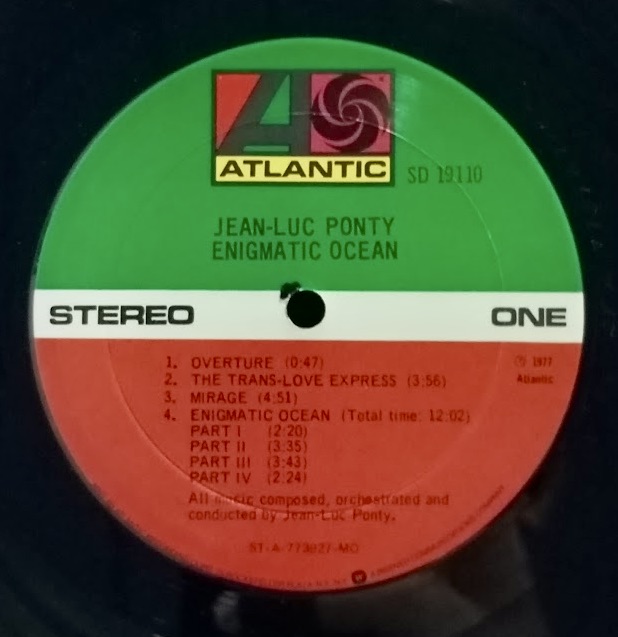 ATLANTIC
SD 19110
JEAN-LUC PONTY
ENIGMATIC OCEAN
STEREO
ONE
1. OVERTURE (0:47)
2. THE TRANS-LOVE EXPRESS (3:56)
3. MIRAGE (4:51)
4. ENIGMATIC OCEAN (Total time: 12:02)
PART I (2:20)
PART II (3:35)
PART III (3:43)
PART IV (2:24)
℗ 1977
Atlantic
All music composed, orchestrated and
conducted by Jean-Luc Ponty.
ST-A-773827-MO